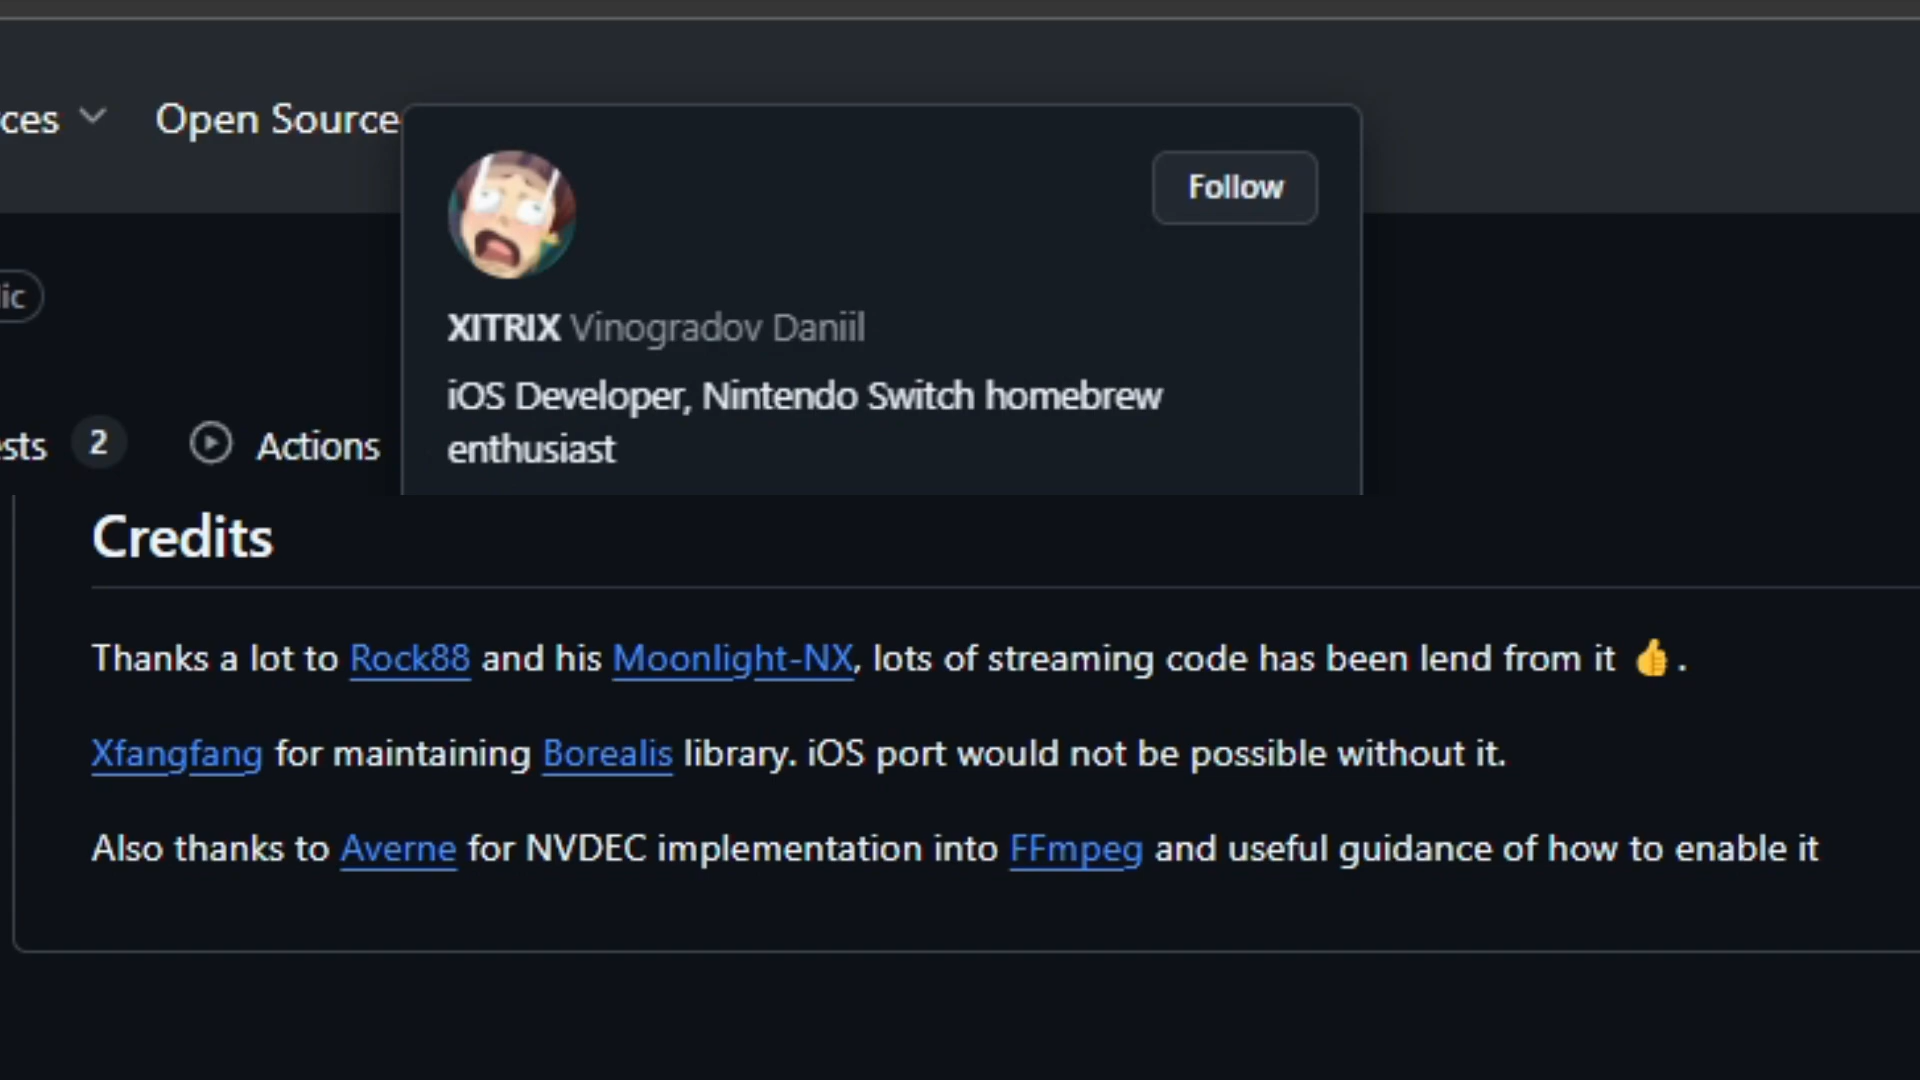 ces Open Source
Follow
lic
XITRIX Vinogradov Daniil
iOS Developer, Nintendo Switch homebrew
enthusiast
ests 2 Actions
Credits
Thanks a lot to Rock88 and his Moonlight-NX, lots of streaming code has been lend from it 👍.
Xfangfang for maintaining Borealis library. iOS port would not be possible without it.
Also thanks to Averne for NVDEC implementation into FFmpeg and useful guidance of how to enable it